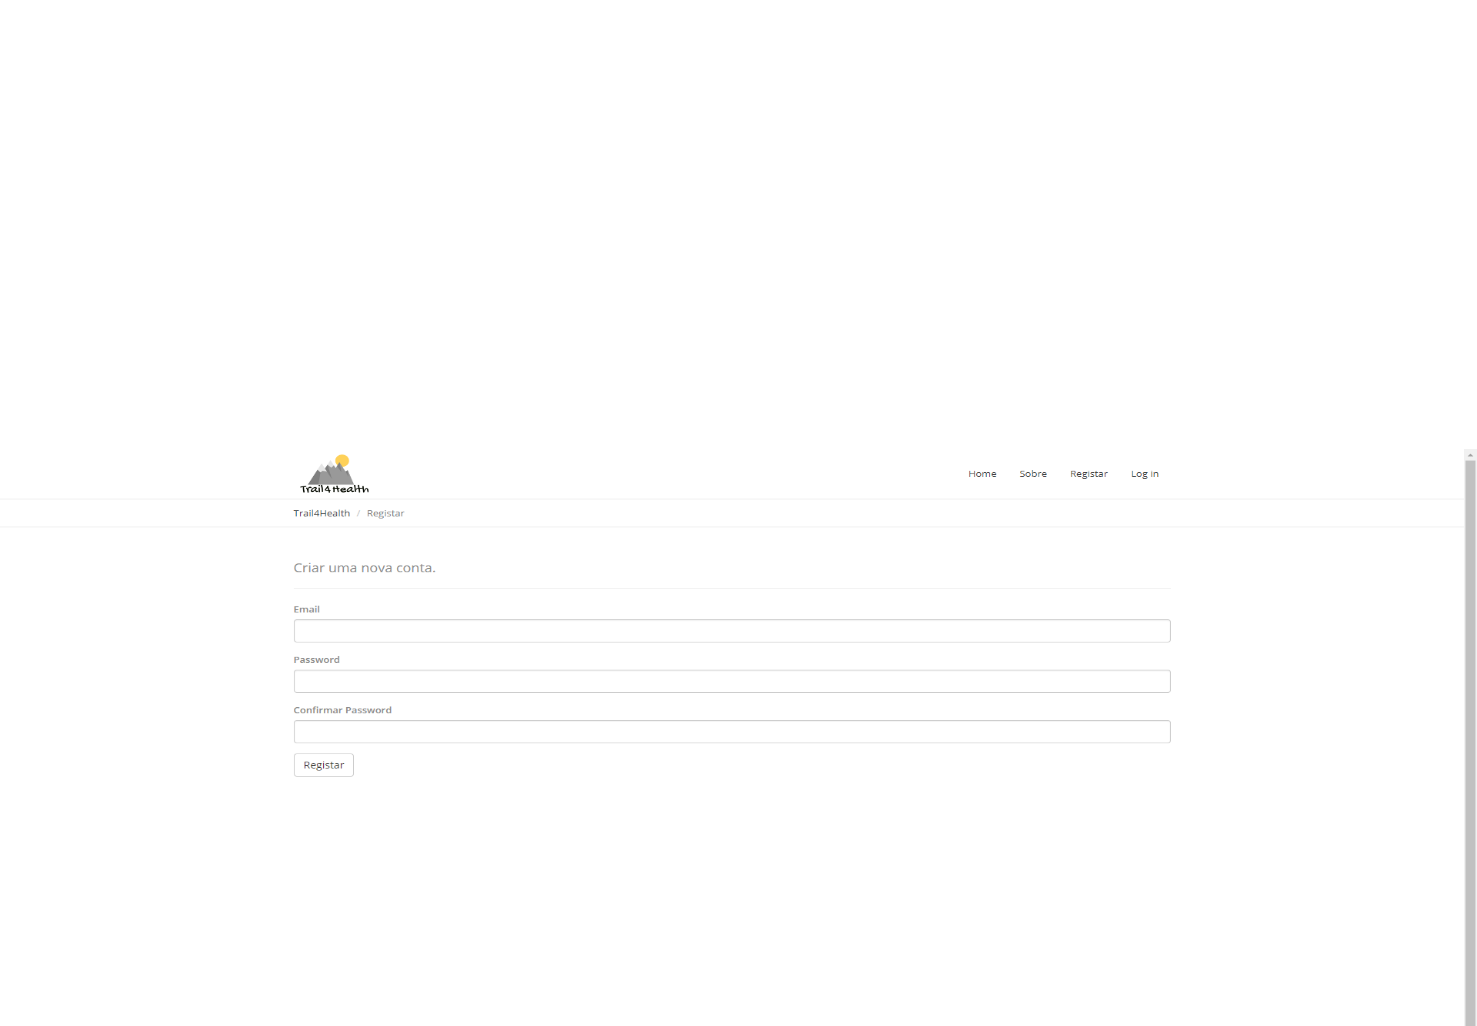 Trail4Health
Home Sobre Registar Log in
Trail4Health / Registar
Criar uma nova conta.
Email
Password
Confirmar Password
Registar